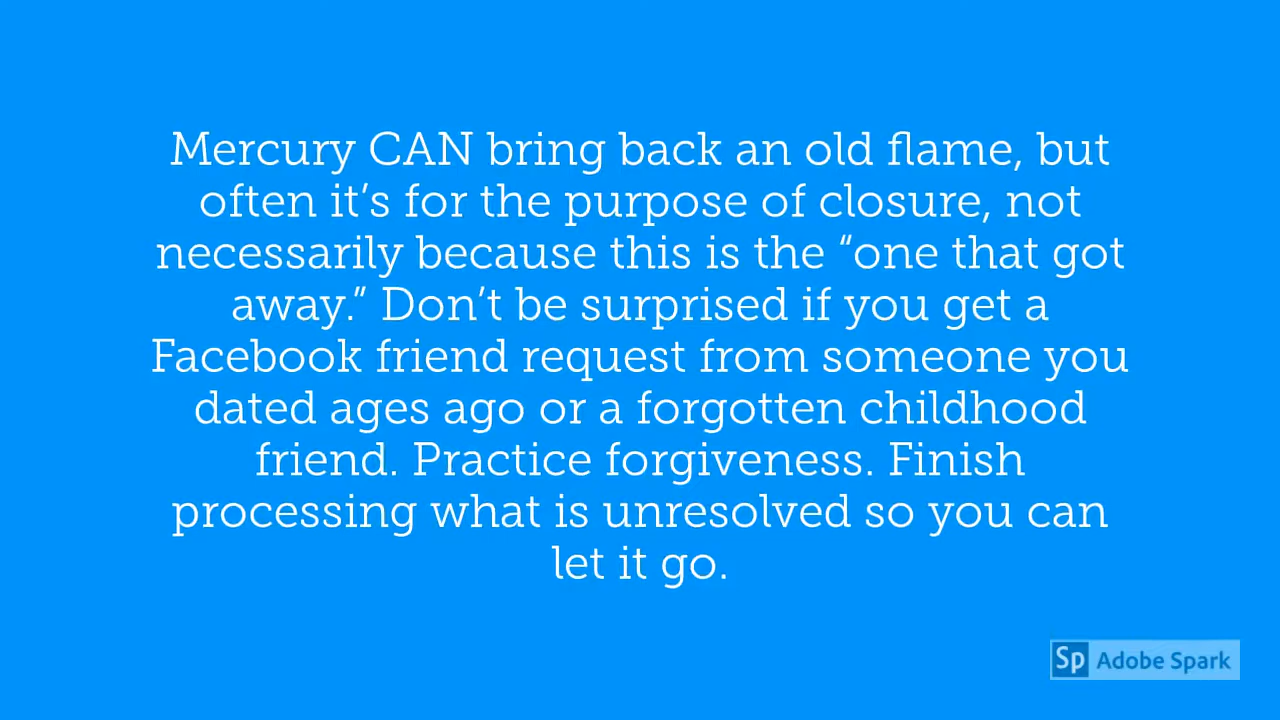 Mercury CAN bring back an old flame, but
often it’s for the purpose of closure, not
necessarily because this is the “one that got
away.” Don’t be surprised if you get a
Facebook friend request from someone you
dated ages ago or a forgotten childhood
friend. Practice forgiveness. Finish
processing what is unresolved so you can
let it go.
Sp Adobe Spark